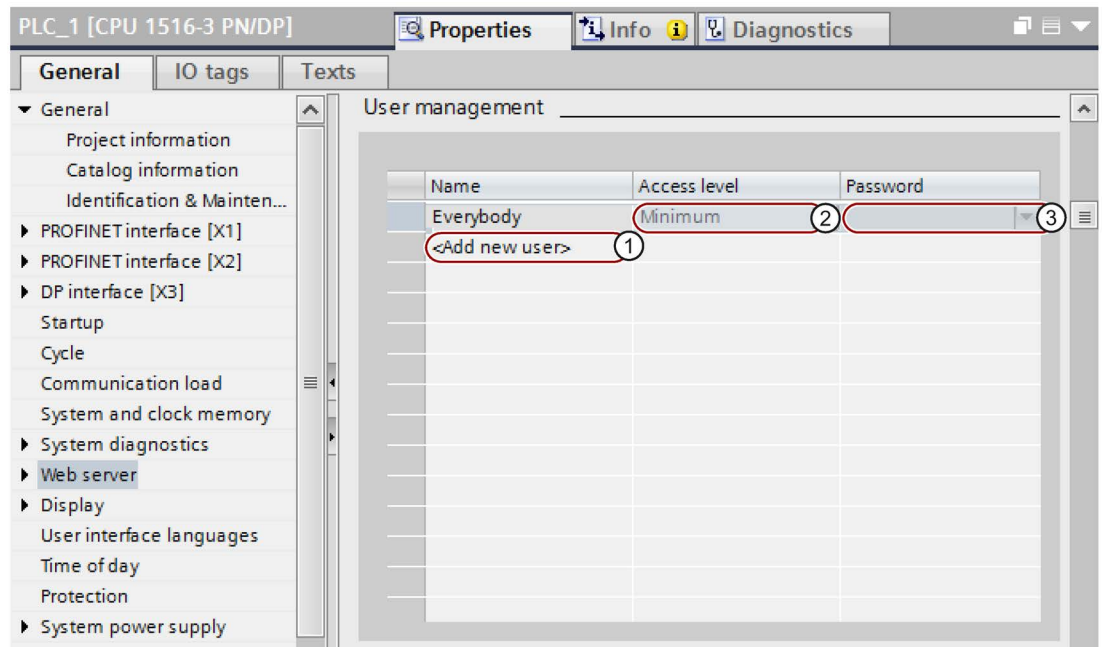 PLC_1 [CPU 1516-3 PN/DP]
Properties
Info
Diagnostics
General
IO tags
Texts
General
Project information
Catalog information
Identification & Mainten...
PROFINET interface [X1]
PROFINET interface [X2]
DP interface [X3]
Startup
Cycle
Communication load
System and clock memory
System diagnostics
Web server
Display
User interface languages
Time of day
Protection
System power supply
User management
Name Access level Password
Everybody Minimum 2 3
<Add new user> 1